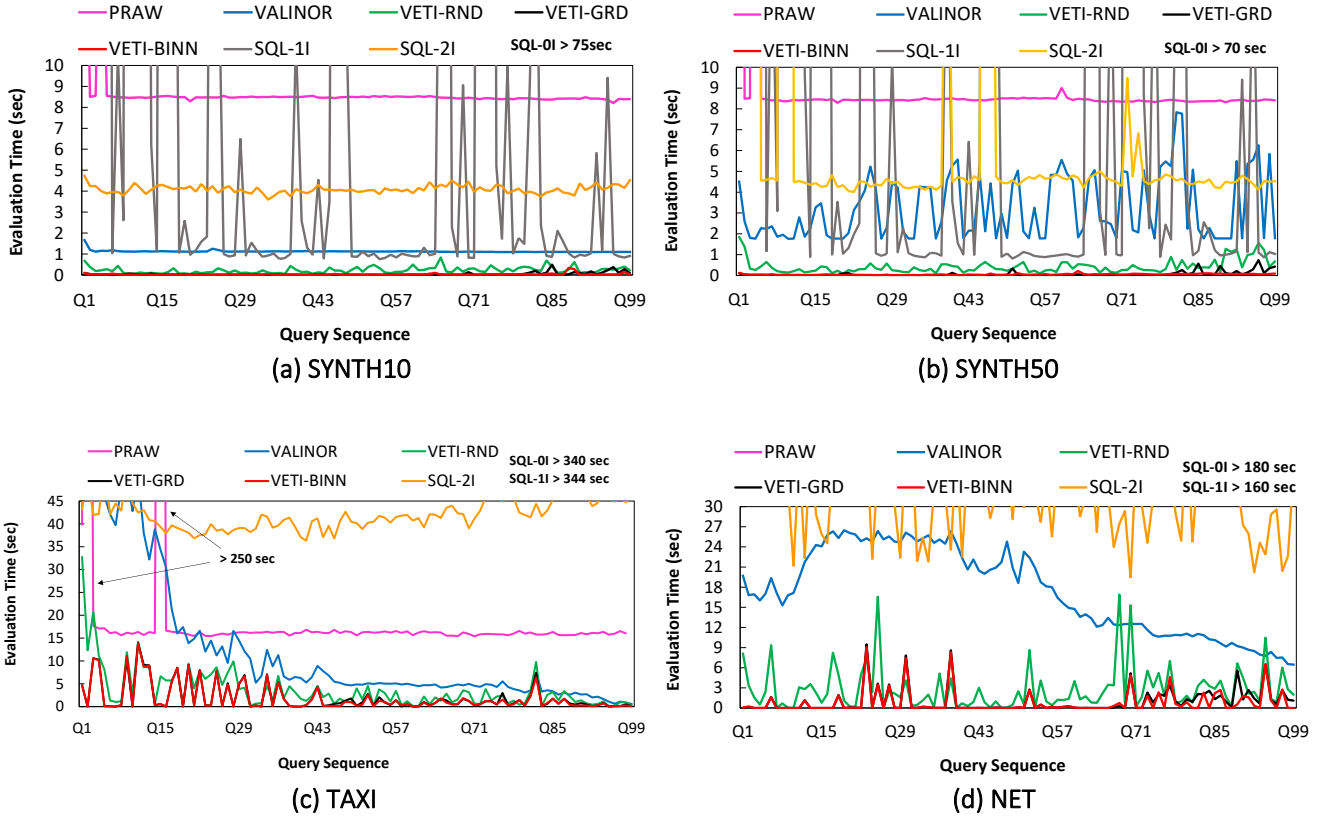 PRAW VALINOR VETI-RND VETI-GRD
VETI-BINN SQL-1I SQL-2I SQL-0I > 75sec
10
9
8
7
6
5
4
3
2
1
0
Evaluation Time (sec)
Q1 Q15 Q29 Q43 Q57 Q71 Q85 Q99
Query Sequence
(a) SYNTH10
PRAW VALINOR VETI-RND VETI-GRD
VETI-BINN SQL-1I SQL-2I SQL-0I > 70 sec
10
9
8
7
6
5
4
3
2
1
0
Evaluation Time (sec)
Q1 Q15 Q29 Q43 Q57 Q71 Q85 Q99
Query Sequence
(b) SYNTH50
PRAW VALINOR VETI-RND
SQL-0I > 340 sec
VETI-GRD VETI-BINN SQL-2I
SQL-1I > 344 sec
45
40
35
30
25
20
15
10
5
0
Evaluation Time (sec)
> 250 sec
Q1 Q15 Q29 Q43 Q57 Q71 Q85 Q99
Query Sequence
(c) TAXI
PRAW VALINOR VETI-RND
SQL-0I > 180 sec
VETI-GRD VETI-BINN SQL-2I
SQL-1I > 160 sec
30
27
24
21
18
15
12
9
6
3
0
Evaluation Time (sec)
Q1 Q15 Q29 Q43 Q57 Q71 Q85 Q99
Query Sequence
(d) NET